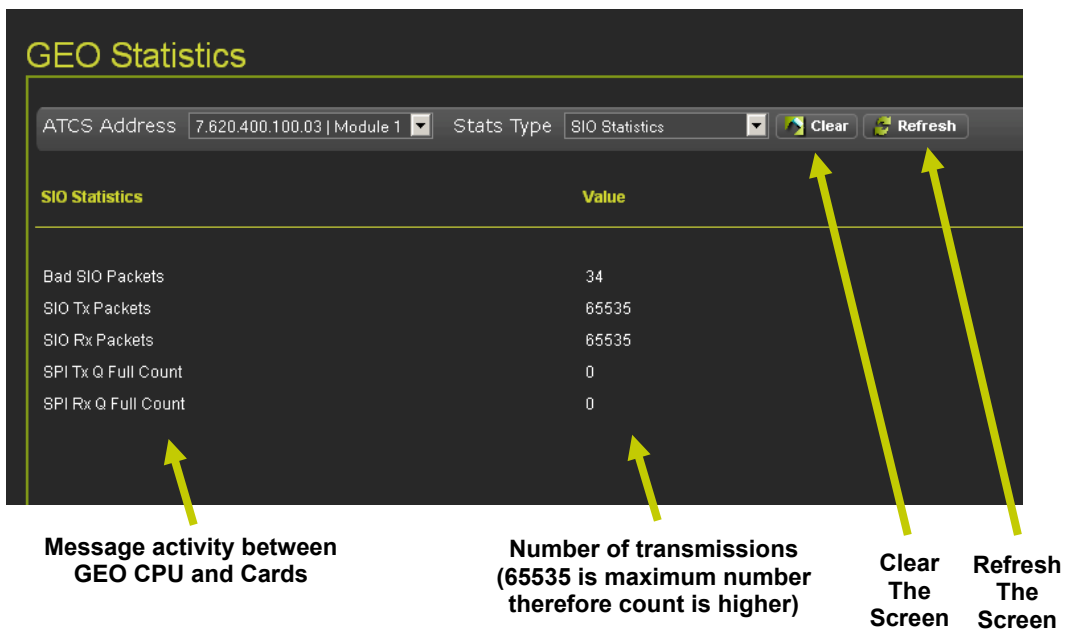 GEO Statistics
ATCS Address 7.620.400.100.03 | Module 1 Stats Type SIO Statistics Clear Refresh
SIO Statistics Value
Bad SIO Packets 34
SIO Tx Packets 65535
SIO Rx Packets 65535
SPI Tx Q Full Count 0
SPI Rx Q Full Count 0
Message activity between
GEO CPU and Cards
Number of transmissions
(65535 is maximum number
therefore count is higher)
Clear
The
Screen
Refresh
The
Screen